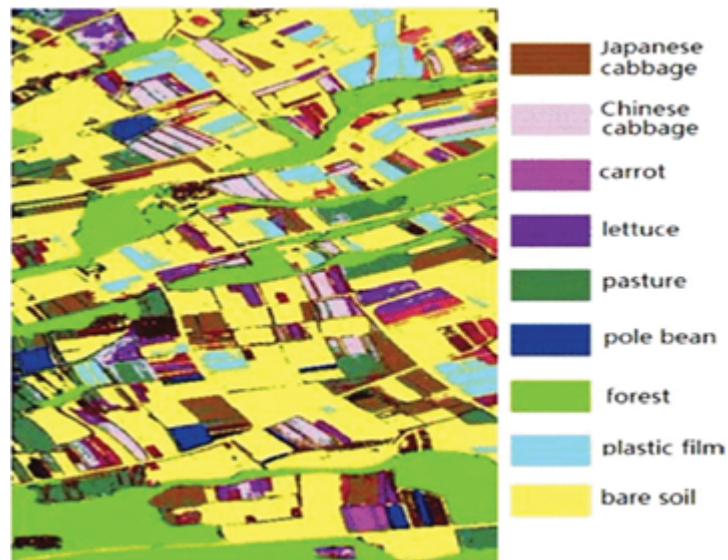 Japanese
cabbage
Chinese
cabbage
carrot
lettuce
pasture
pole bean
forest
plastic film
bare soil